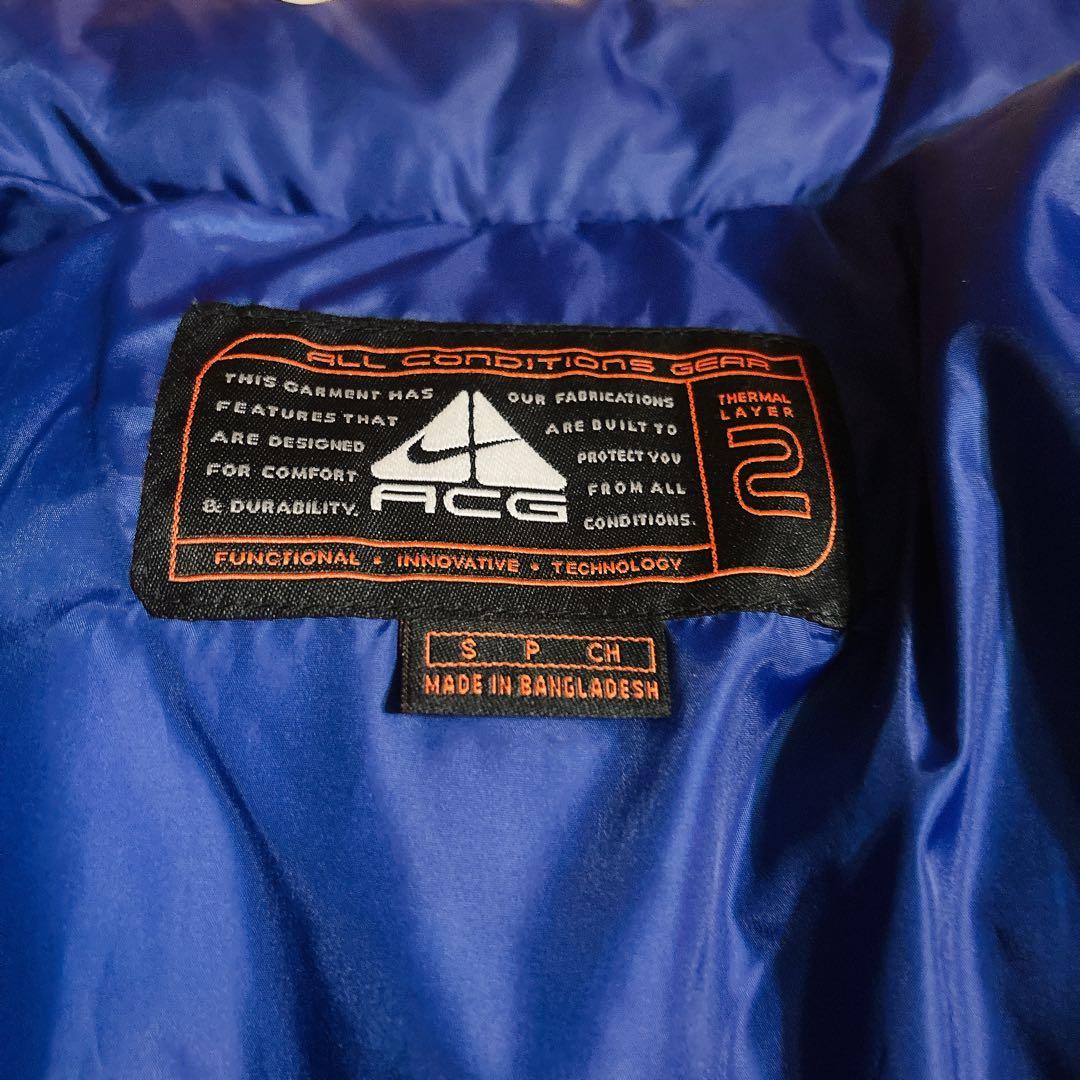 ALL CONDITIONS GEAR
THIS GARMENT HAS
FEATURES THAT
ARE DESIGNED
FOR COMFORT
& DURABILITY.
ACG
OUR FABRICATIONS
ARE BUILT TO
PROTECT YOU
FROM ALL
CONDITIONS.
THERMAL
LAYER
2
FUNCTIONAL • INNOVATIVE • TECHNOLOGY
S P CH
MADE IN BANGLADESH